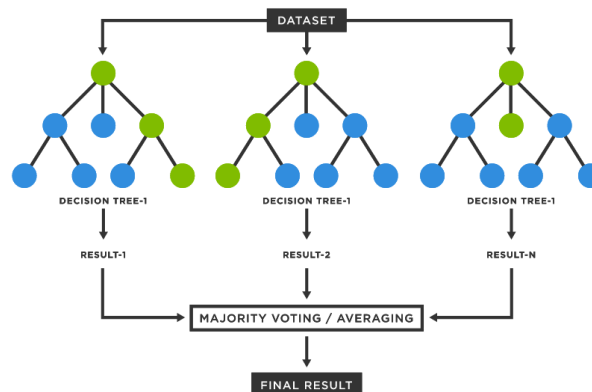 DATASET
DECISION TREE-1
DECISION TREE-1
DECISION TREE-1
RESULT-1
RESULT-2
RESULT-N
MAJORITY VOTING / AVERAGING
FINAL RESULT